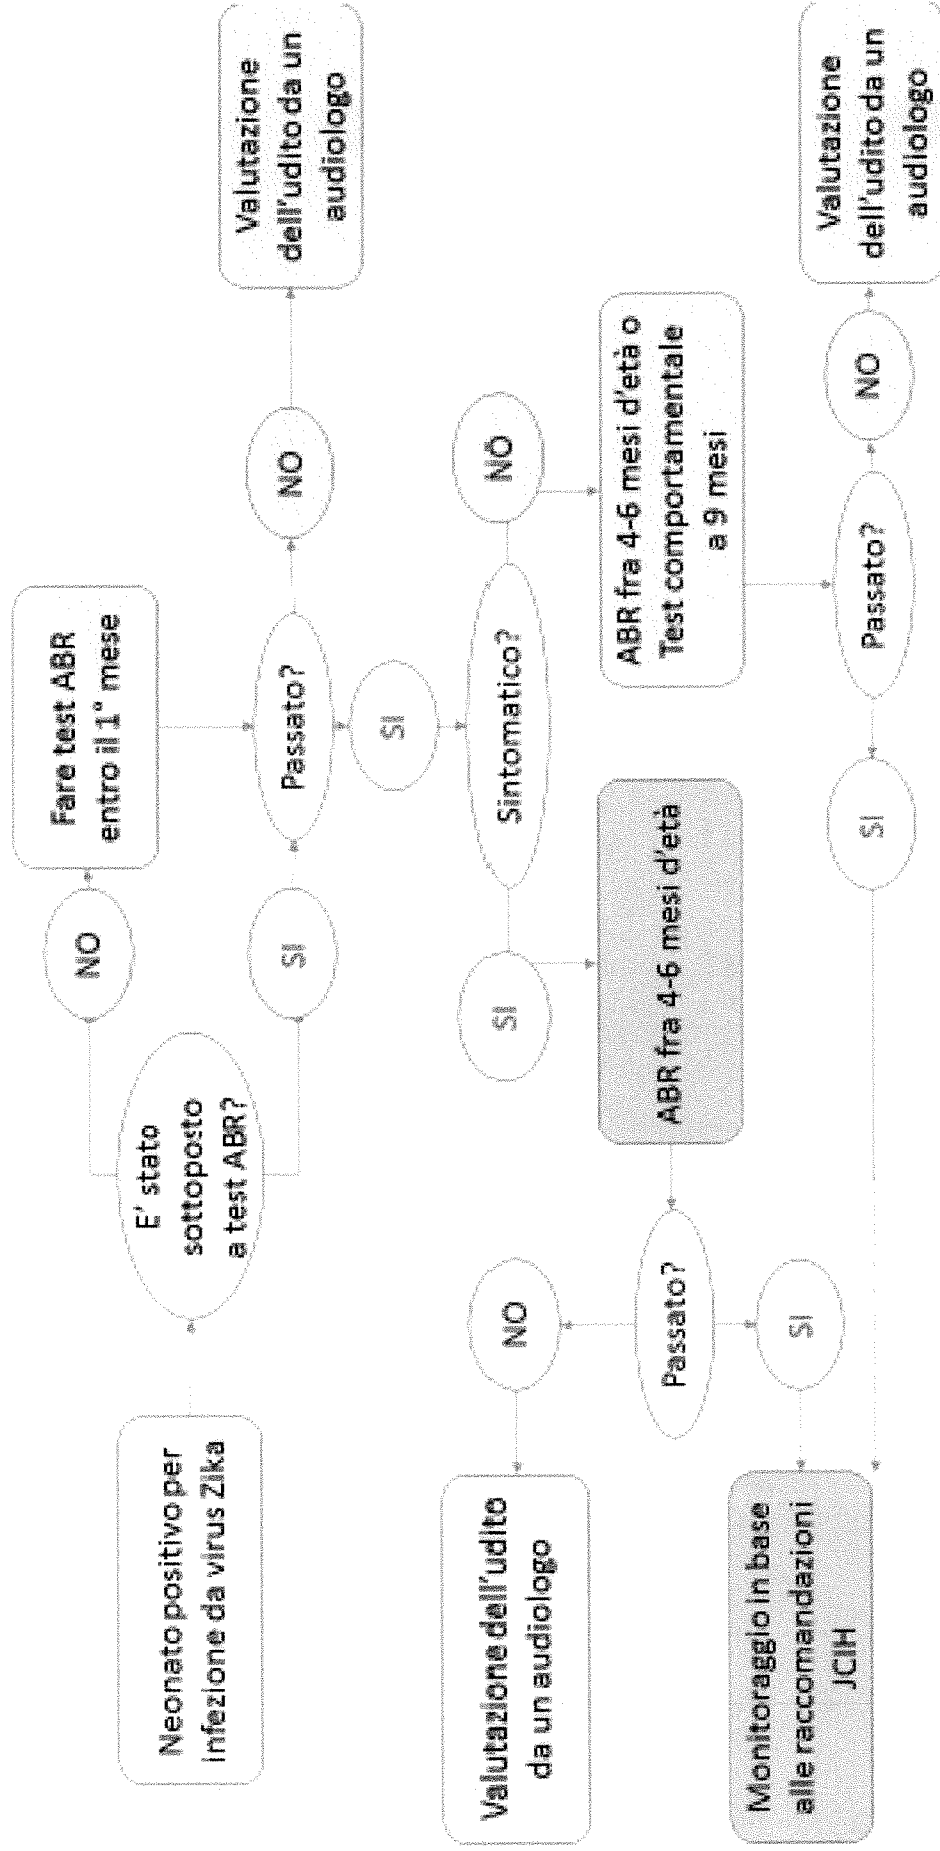 NO
Fare test ABR
entro il 1° mese
Neonato positivo per
Infezione da virus Zika
E' stato
sottoposto
a test ABR?
SI
Passato?
NO
Valutazione
dell'udito da un
audiologo
SI
SI
Sintomatico?
NO
Valutazione dell'udito
da un audiologo
NO
Passato?
ABR fra 4-6 mesi d'età
ABR fra 4-6 mesi d'età o
Test comportamentale
a 9 mesi
Monitoraggio in base
alle raccomandazioni
JCIH
SI
SI
Passato?
NO
Valutazione
dell'udito da un
audiologo